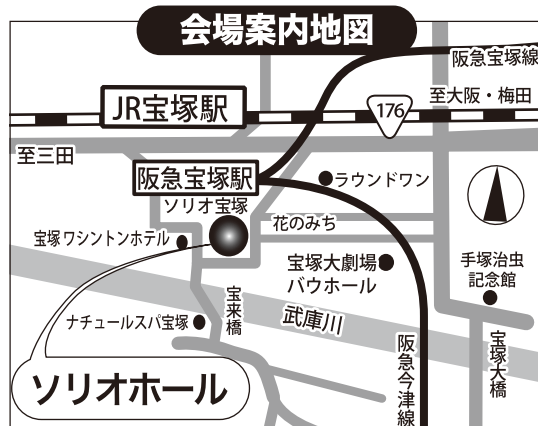 会場案内地図
阪急宝塚線
至大阪・梅田
JR宝塚駅
176
至三田
阪急宝塚駅
ラウンドワン
ソリオ宝塚
花のみち
宝塚ワシントンホテル
宝塚大劇場
バウホール
手塚治虫
記念館
宝来橋
武庫川
ナチュールスパ宝塚
阪急今津線
宝塚大橋
ソリオホール